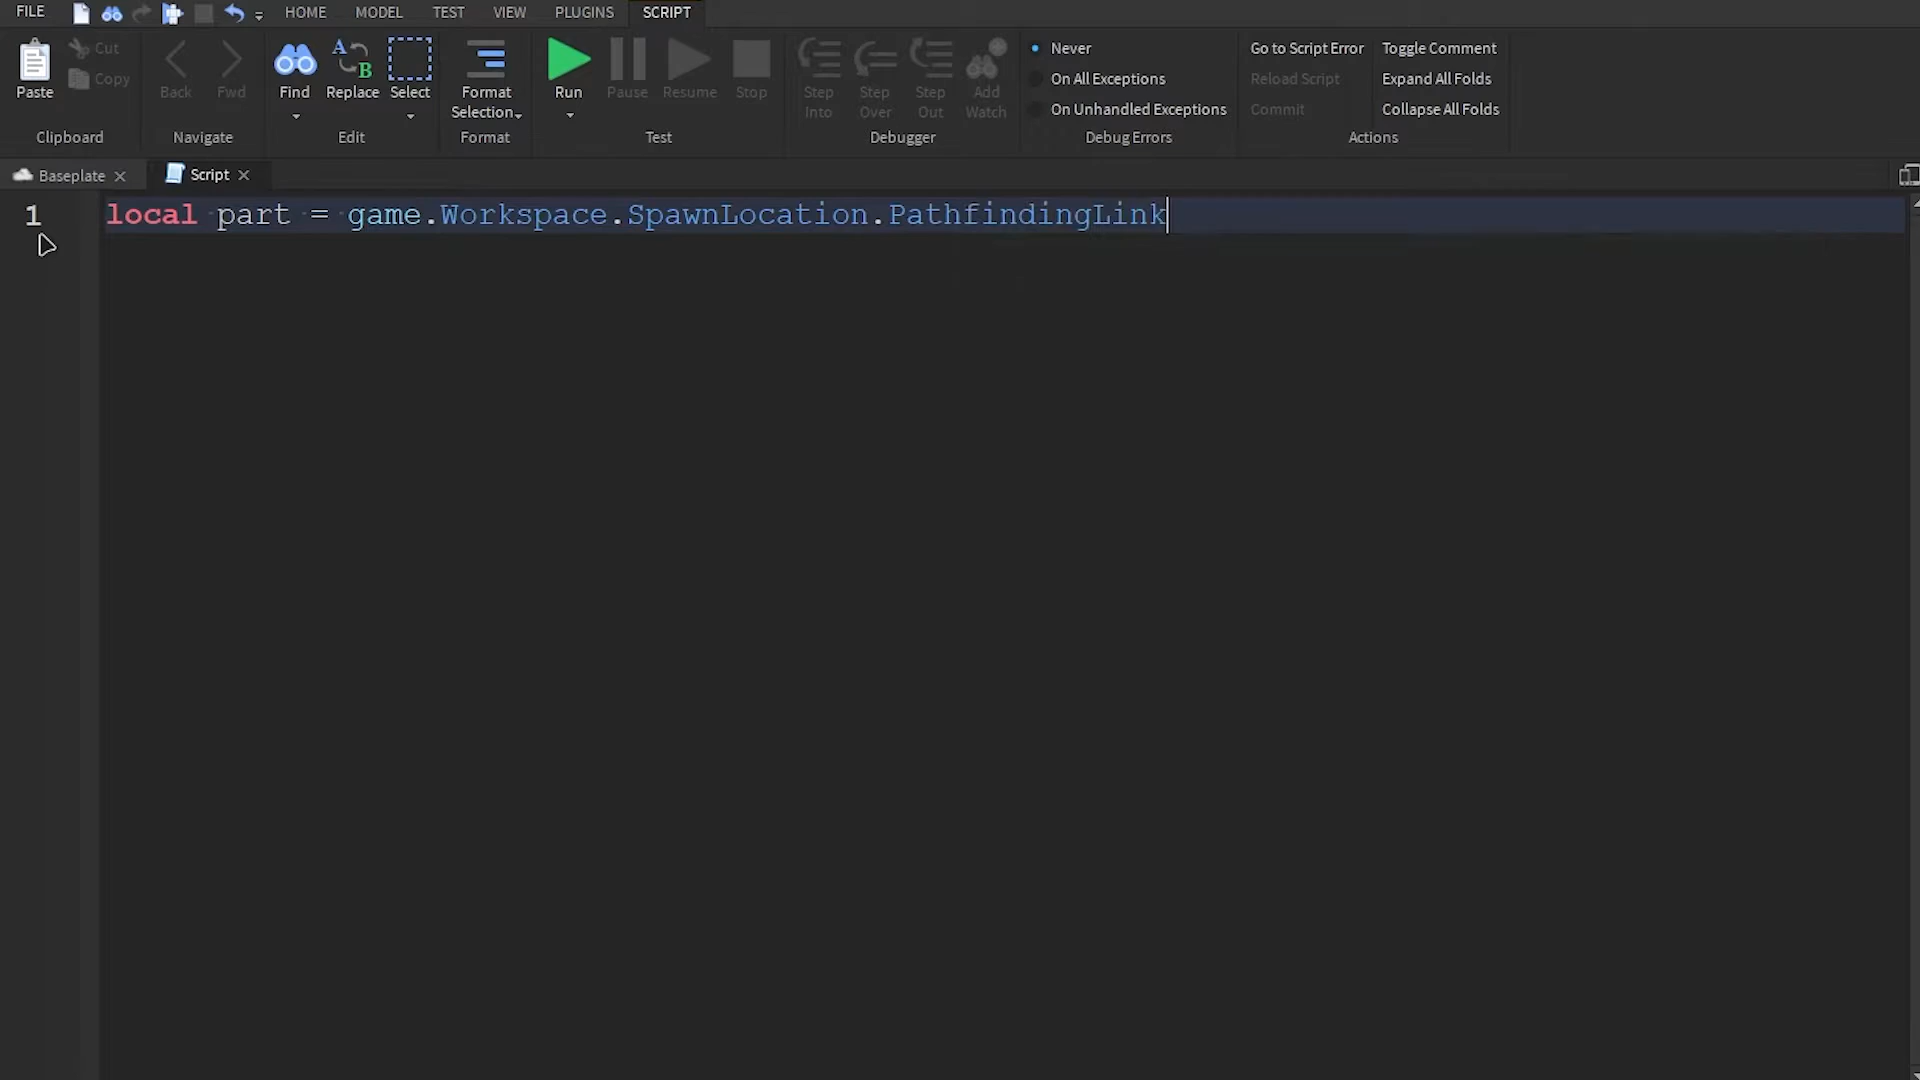 FILE HOME MODEL TEST VIEW PLUGINS SCRIPT
Paste Cut Copy Clipboard
Back Fwd Navigate
Find Replace Select Edit
Format Selection Format
Run Pause Resume Stop Test
Step Into Step Over Step Out Add Watch Debugger
Never
On All Exceptions
On Unhandled Exceptions
Debug Errors
Go to Script Error Toggle Comment
Reload Script Expand All Folds
Commit Collapse All Folds
Actions
Baseplate Script
1 local part = game.Workspace.SpawnLocation.PathfindingLink